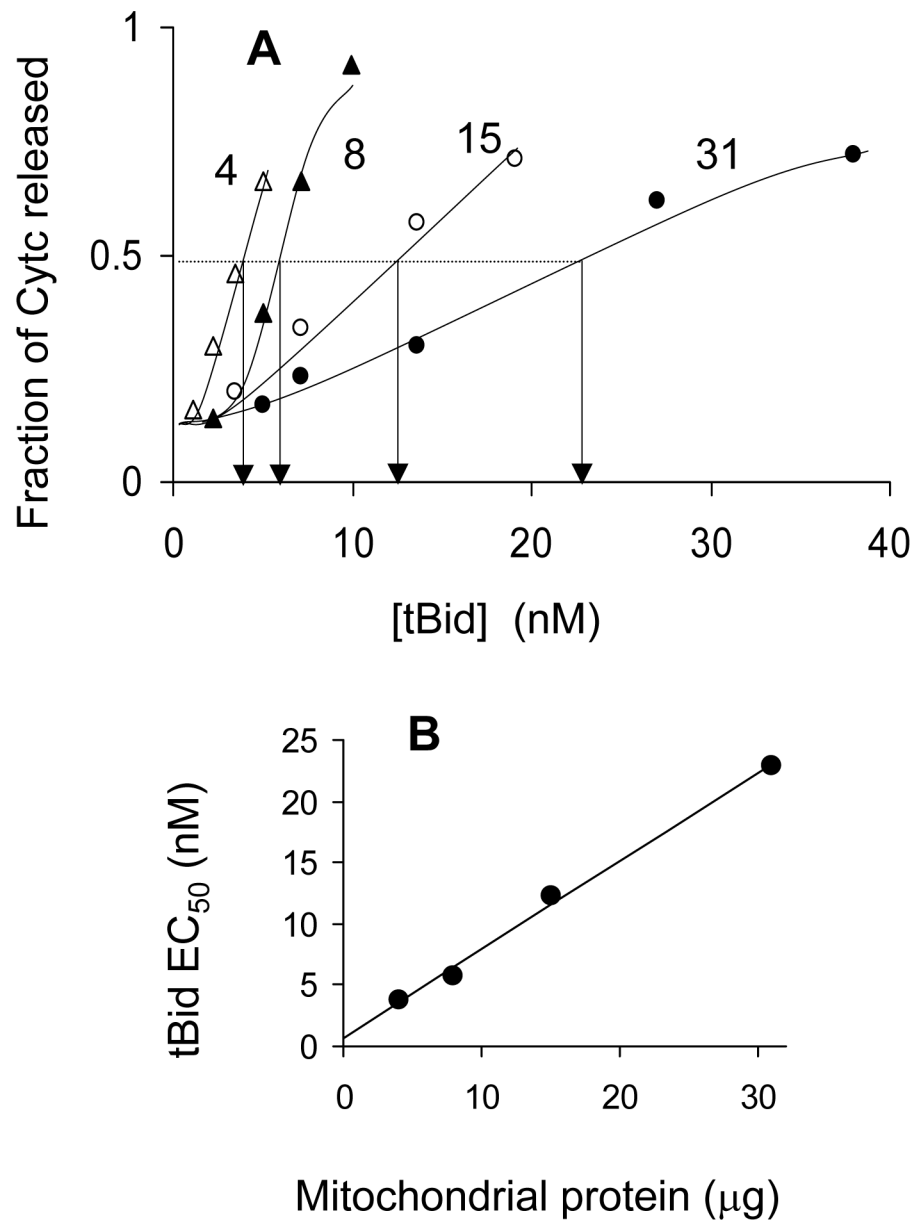 A
Fraction of Cytc released
1
0.5
0
4
8
15
31
0 10 20 30 40
[tBid] (nM)
B
tBid EC₅₀ (nM)
25
20
15
10
5
0
0 10 20 30
Mitochondrial protein (μg)